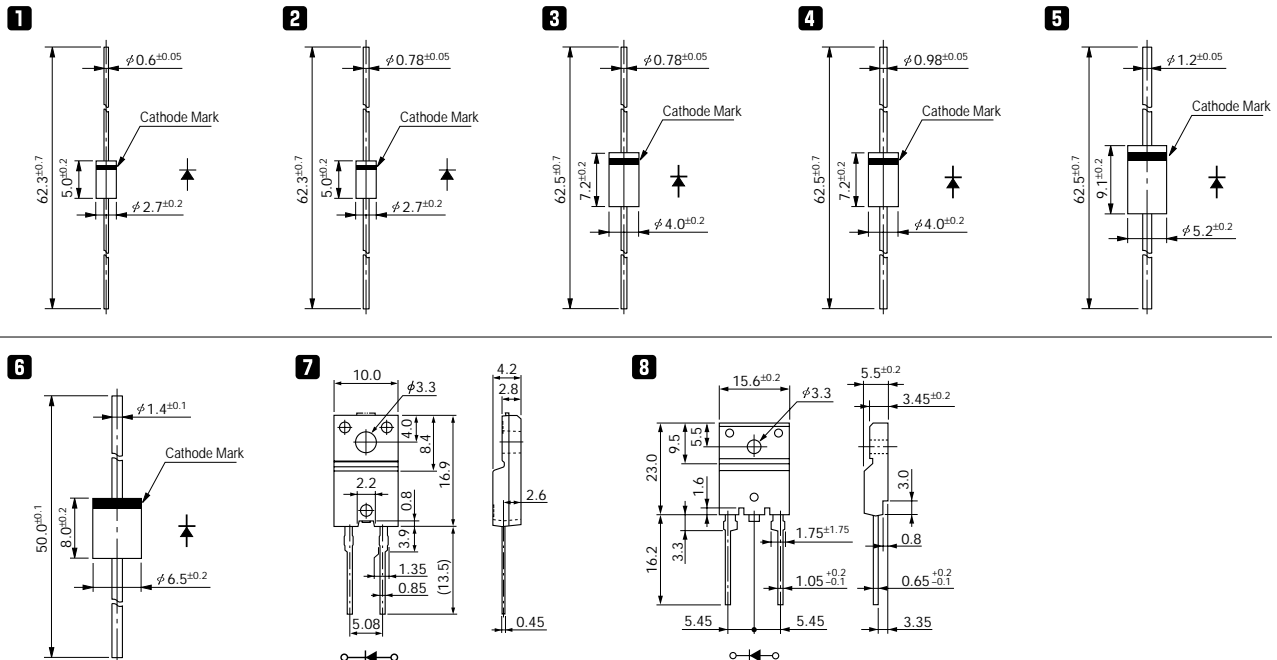 1
φ0.6±0.05
Cathode Mark
62.3±0.7
5.0±0.2
φ2.7±0.2
2
φ0.78±0.05
Cathode Mark
62.3±0.7
5.0±0.2
φ2.7±0.2
3
φ0.78±0.05
Cathode Mark
62.5±0.7
7.2±0.2
φ4.0±0.2
4
φ0.98±0.05
Cathode Mark
62.5±0.7
7.2±0.2
φ4.0±0.2
5
φ1.2±0.05
Cathode Mark
62.5±0.7
9.1±0.2
φ5.2±0.2
6
φ1.4±0.1
Cathode Mark
50.0±0.1
8.0±0.2
φ6.5±0.2
7
10.0
φ3.3
4.0
8.4
16.9
2.2
0.8
3.9
1.35
0.85
(13.5)
5.08
4.2
2.8
2.6
0.45
8
15.6±0.2
φ3.3
5.5
9.5
23.0
1.6
3.3
16.2
1.75±1.75
1.05+0.2−0.1
5.45
5.45
5.5±0.2
3.45±0.2
3.0
0.8
0.65+0.2−0.1
3.35